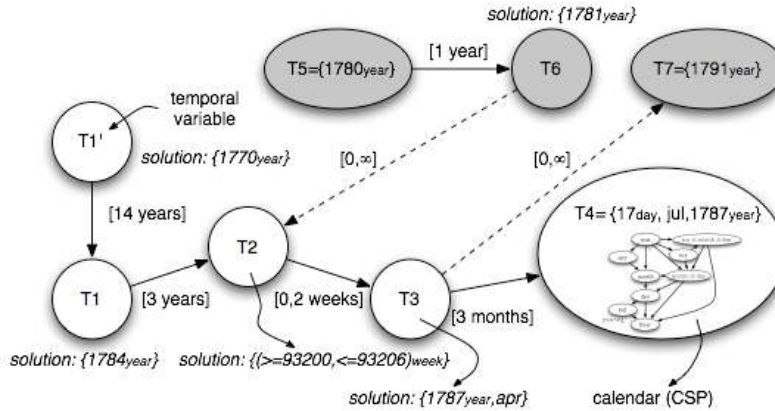 solution: {1781year}
[1 year]
T5={1780year}
T6
T7={1791year}
temporal
variable
T1'
solution: {1770year}
[0,∞]
[0,∞]
[14 years]
T4= {17day, jul,1787year}
T2
T1
[3 years]
[0,2 weeks]
T3
[3 months]
solution: {1784year}
solution: {(>=93200,<=93206)week}
solution: {1787year,apr}
calendar (CSP)